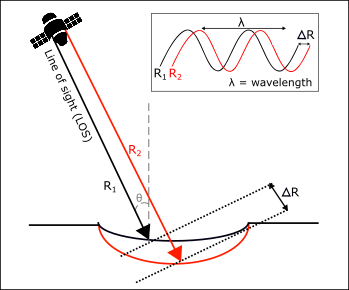 λ
ΔR
R1 R2
λ = wavelength
Line of sight (LOS)
R2
R1
θ
ΔR